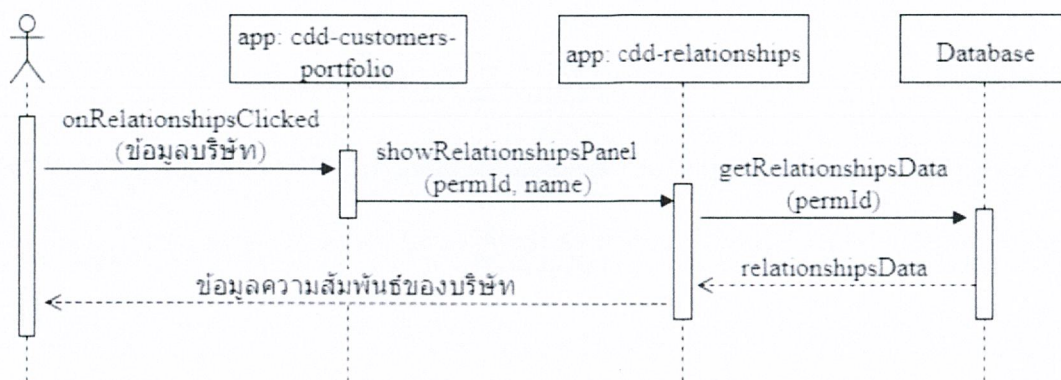 app: cdd-customers-
portfolio
app: cdd-relationships
Database
onRelationshipsClicked
(ข้อมูลบริษัท)
showRelationshipsPanel
(permId, name)
getRelationshipsData
(permId)
relationshipsData
ข้อมูลความสัมพันธ์ของบริษัท